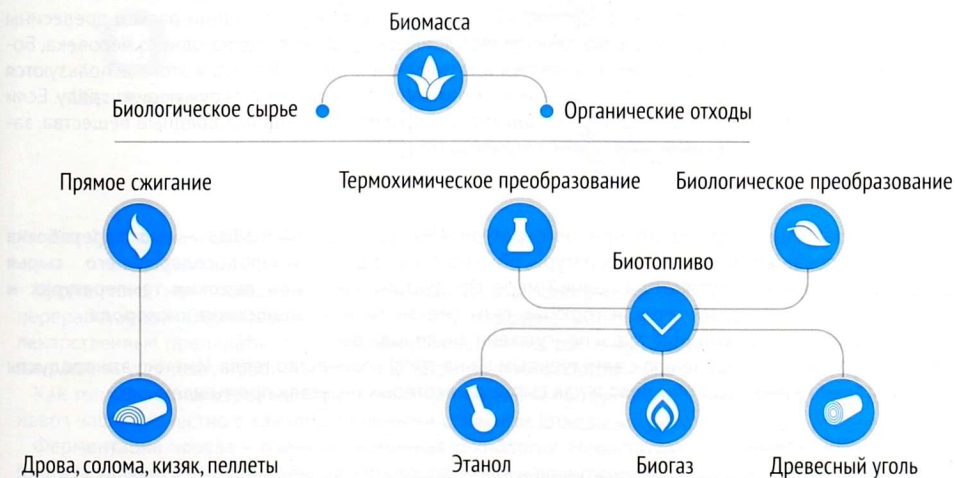 Биомасса
Биологическое сырье
Органические отходы
Прямое сжигание
Термохимическое преобразование
Биологическое преобразование
Биотопливо
Дрова, солома, кизяк, пеллеты
Этанол
Биогаз
Древесный уголь